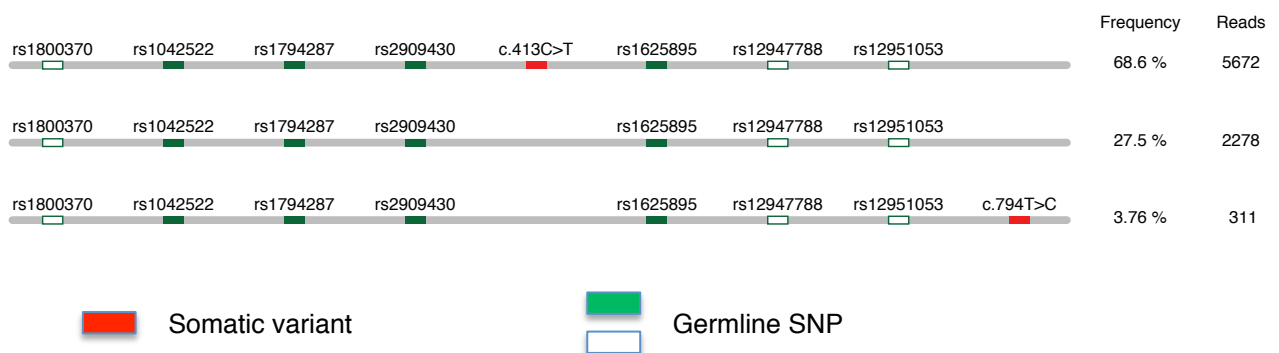 Frequency Reads
rs1800370 rs1042522 rs1794287 rs2909430 c.413C>T rs1625895 rs12947788 rs12951053
68.6 % 5672
rs1800370 rs1042522 rs1794287 rs2909430 rs1625895 rs12947788 rs12951053
27.5 % 2278
rs1800370 rs1042522 rs1794287 rs2909430 rs1625895 rs12947788 rs12951053 c.794T>C
3.76 % 311
Somatic variant Germline SNP